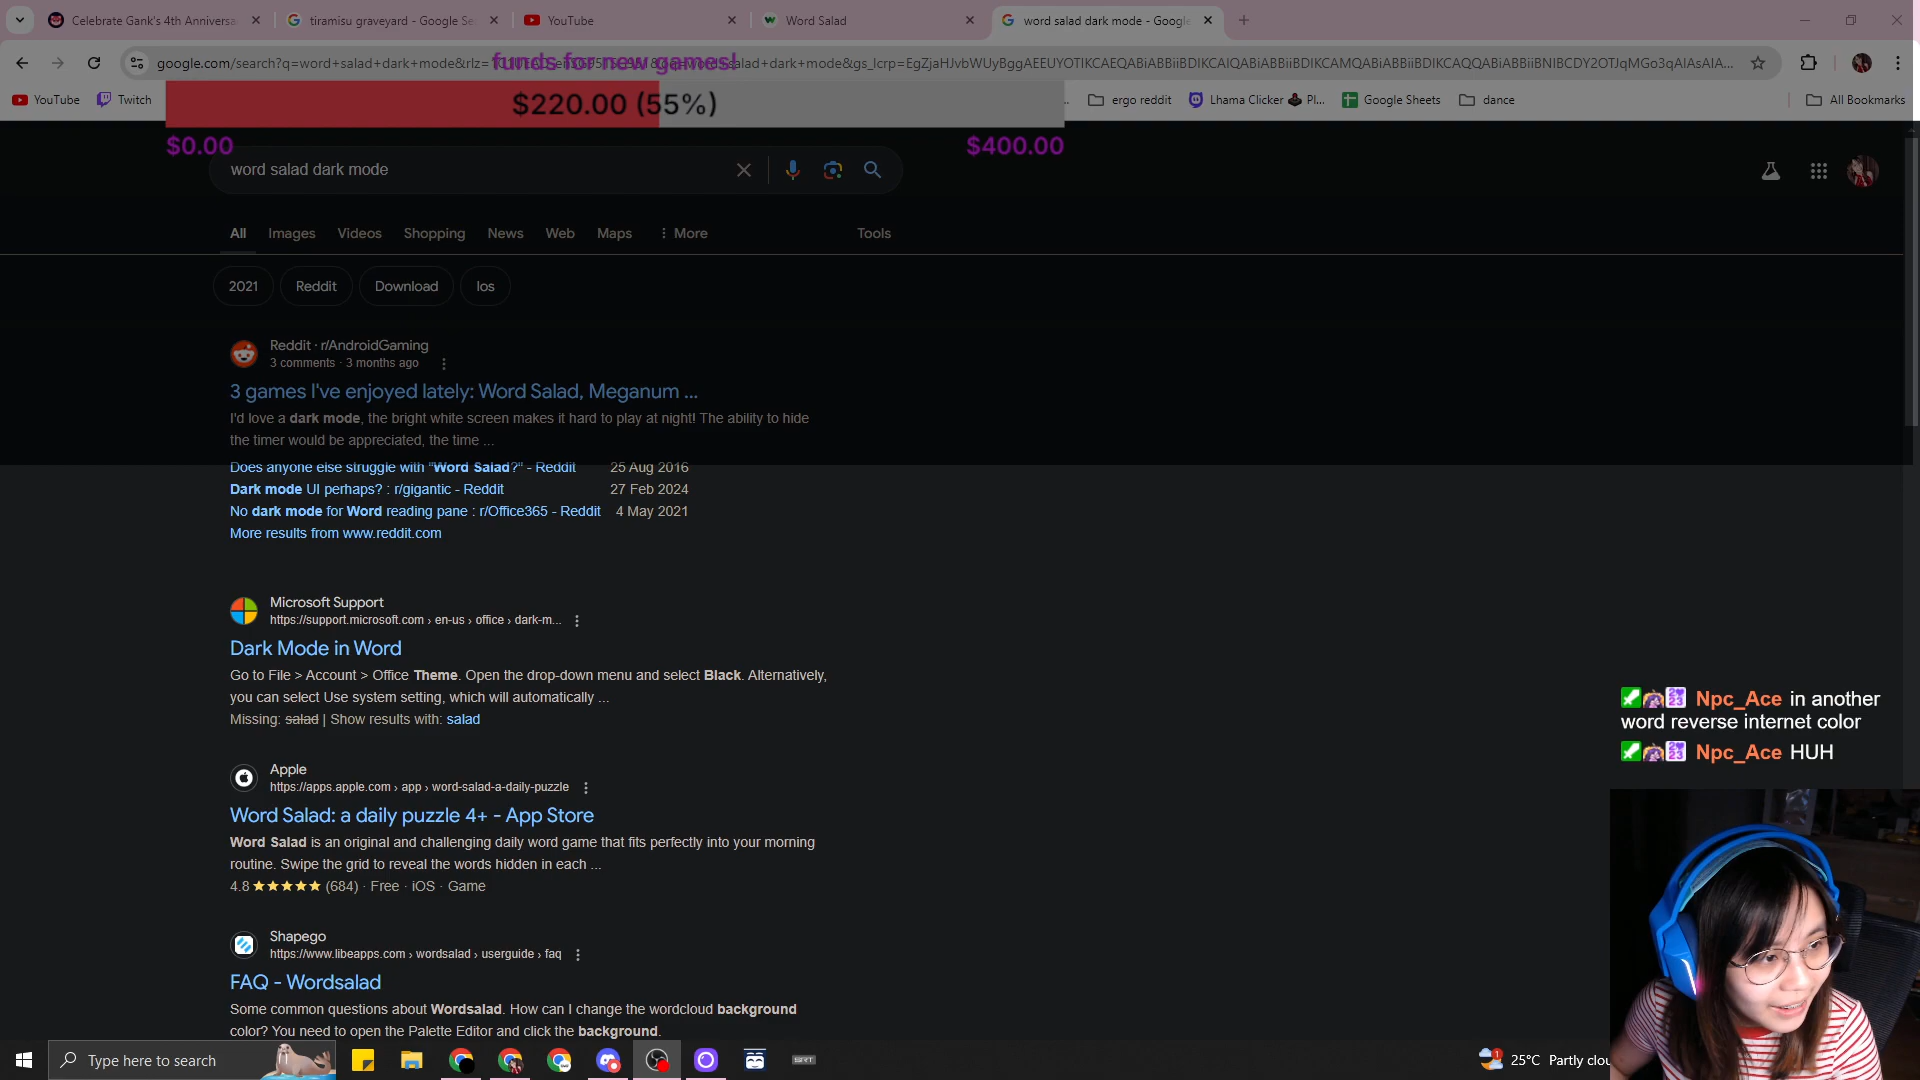 Celebrate Gank's 4th Anniversa
tiramisu graveyard - Google Se
YouTube
Word Salad
word salad dark mode - Google
funds for new games!
YouTube
Twitch
$220.00 (55%)
ergo reddit
Lhama Clicker
Pl...
Google Sheets
dance
All Bookmarks
$0.00
$400.00
word salad dark mode
All
Images
Videos
Shopping
News
Web
Maps
More
Tools
2021
Reddit
Download
Ios
Reddit · r/AndroidGaming
3 comments · 3 months ago
3 games I've enjoyed lately: Word Salad, Meganum ...
I'd love a dark mode, the bright white screen makes it hard to play at night! The ability to hide
the timer would be appreciated, the time ...
Does anyone else struggle with "Word Salad?" - Reddit 25 Aug 2016
Dark mode UI perhaps? : r/gigantic - Reddit 27 Feb 2024
No dark mode for Word reading pane : r/Office365 - Reddit 4 May 2021
More results from www.reddit.com
Microsoft Support
https://support.microsoft.com › en-us › office › dark-m...
Dark Mode in Word
Go to File > Account > Office Theme. Open the drop-down menu and select Black. Alternatively,
you can select Use system setting, which will automatically ...
Missing: salad | Show results with: salad
Apple
https://apps.apple.com › app › word-salad-a-daily-puzzle
Word Salad: a daily puzzle 4+ - App Store
Word Salad is an original and challenging daily word game that fits perfectly into your morning
routine. Swipe the grid to reveal the words hidden in each ...
4.8 ★★★★★ (684) · Free · iOS · Game
Shapego
https://www.libeapps.com › wordsalad › userguide › faq
FAQ - Wordsalad
Some common questions about Wordsalad. How can I change the wordcloud background
color? You need to open the Palette Editor and click the background.
Npc_Ace in another
word reverse internet color
Npc_Ace HUH
Type here to search
25°C Partly clou